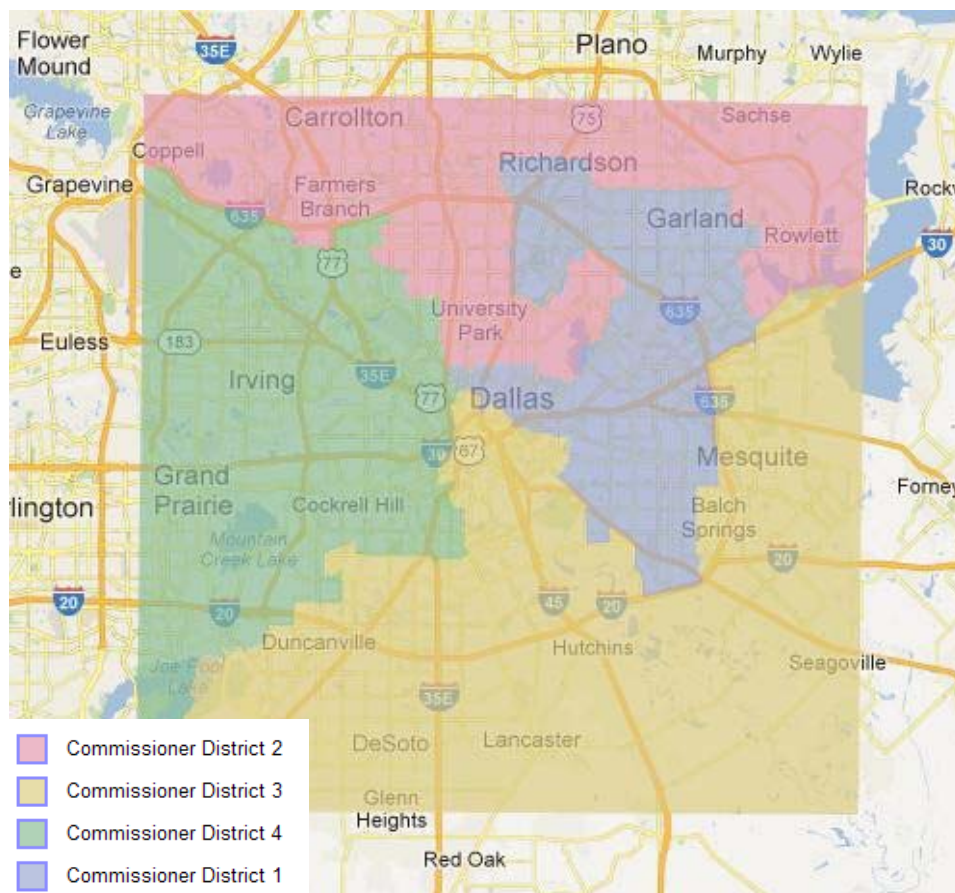 Flower
Mound
35E
Plano
Murphy
Wylie
Grapevine
Lake
Carrollton
75
Sachse
Coppell
Richardson
Grapevine
Farmers
Branch
635
Garland
Rockv
Rowlett
30
77
University
Park
635
Euless
183
Irving
35E
77
Dallas
635
e
30
67
Mesquite
Grand
Prairie
Cockrell Hill
Balch
Springs
Forney
rlington
Mountain
Creek Lake
20
20
20
45
20
Duncanville
Hutchins
Seagoville
Joe Pool
Lake
35E
DeSoto
Lancaster
Glenn
Heights
Red Oak
Commissioner District 2
Commissioner District 3
Commissioner District 4
Commissioner District 1